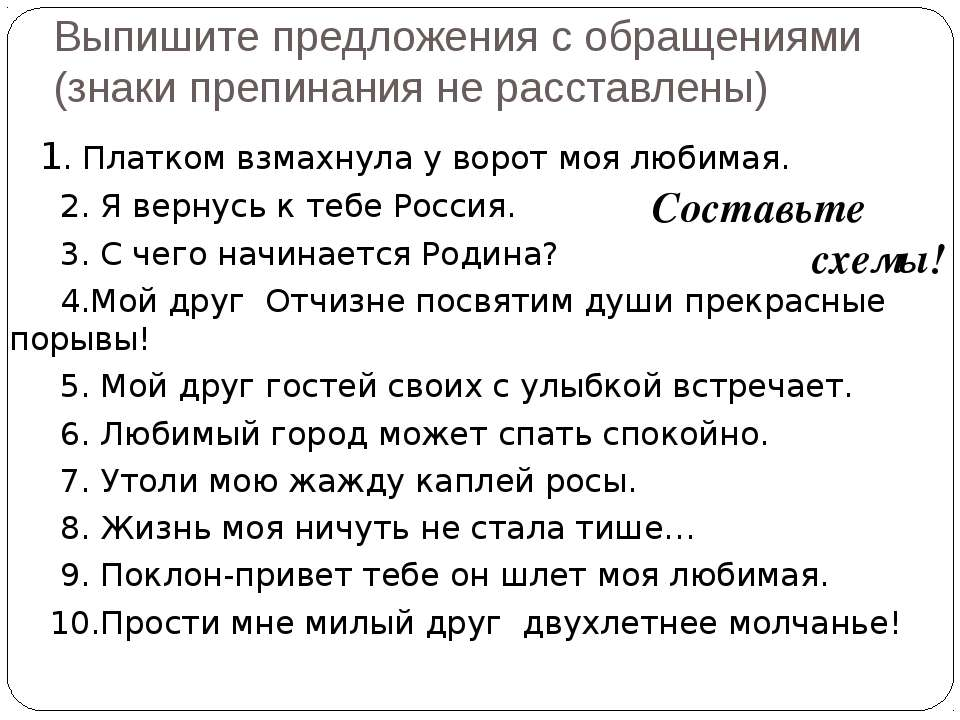 Выпишите предложения с обращениями
(знаки препинания не расставлены)
1. Платком взмахнула у ворот моя любимая.
2. Я вернусь к тебе Россия.
Составьте
3. С чего начинается Родина?
схемы!
4.Мой друг Отчизне посвятим души прекрасные
порывы!
5. Мой друг гостей своих с улыбкой встречает.
6. Любимый город может спать спокойно.
7. Утоли мою жажду каплей росы.
8. Жизнь моя ничуть не стала тише…
9. Поклон-привет тебе он шлет моя любимая.
10.Прости мне милый друг двухлетнее молчанье!